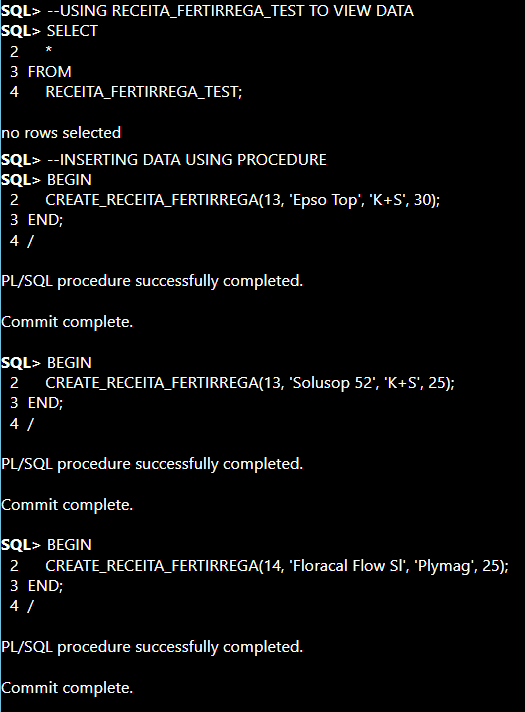 SQL> --USING RECEITA_FERTIRREGA_TEST TO VIEW DATA
SQL> SELECT
2 *
3 FROM
4 RECEITA_FERTIRREGA_TEST;
no rows selected
SQL> --INSERTING DATA USING PROCEDURE
SQL> BEGIN
2 CREATE_RECEITA_FERTIRREGA(13, 'Epso Top', 'K+S', 30);
3 END;
4 /
PL/SQL procedure successfully completed.
Commit complete.
SQL> BEGIN
2 CREATE_RECEITA_FERTIRREGA(13, 'Solusop 52', 'K+S', 25);
3 END;
4 /
PL/SQL procedure successfully completed.
Commit complete.
SQL> BEGIN
2 CREATE_RECEITA_FERTIRREGA(14, 'Floracal Flow Sl', 'Plymag', 25);
3 END;
4 /
PL/SQL procedure successfully completed.
Commit complete.